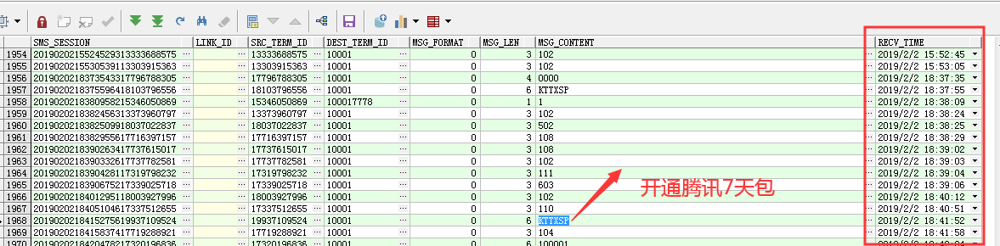 SMS_SESSION LINK_ID SRC_TERM_ID DEST_TERM_ID MSG_FORMAT MSG_LEN MSG_CONTENT RECV_TIME
1954 2019020215524529313333688575 13333688575 10001 0 3 102 2019/2/2 15:52:45
1955 2019020215530539113303915363 13303915363 10001 0 3 102 2019/2/2 15:53:05
1956 2019020218373543317796788305 17796788305 10001 0 4 0000 2019/2/2 18:37:35
1957 2019020218375596418103796556 18103796556 10001 0 6 KTTXSP 2019/2/2 18:37:55
1958 2019020218380958215346050869 15346050869 100017778 1 1 1 2019/2/2 18:38:09
1959 2019020218382456313373960797 13373960797 10001 0 3 102 2019/2/2 18:38:24
1960 2019020218382509918037022837 18037022837 10001 0 3 502 2019/2/2 18:38:25
1961 2019020218382955617716397157 17716397157 10001 0 3 108 2019/2/2 18:38:29
1962 2019020218390263417737615017 17737615017 10001 0 3 108 2019/2/2 18:39:02
1963 2019020218390332617737782581 17737782581 10001 0 3 102 2019/2/2 18:39:03
1964 2019020218390428117319798232 17319798232 10001 0 3 111 2019/2/2 18:39:04
1965 2019020218390675217339025718 17339025718 10001 0 3 603 2019/2/2 18:39:06
1966 2019020218401295118003927996 18003927996 10001 0 3 102 2019/2/2 18:40:12
1967 2019020218405104617337512655 17337512655 10001 0 3 110 2019/2/2 18:40:51
开通腾讯7天包
1968 2019020218415275619937109524 19937109524 10001 0 6 KTTXSP 2019/2/2 18:41:52
1969 2019020218415837417719288921 17719288921 10001 0 3 104 2019/2/2 18:41:58